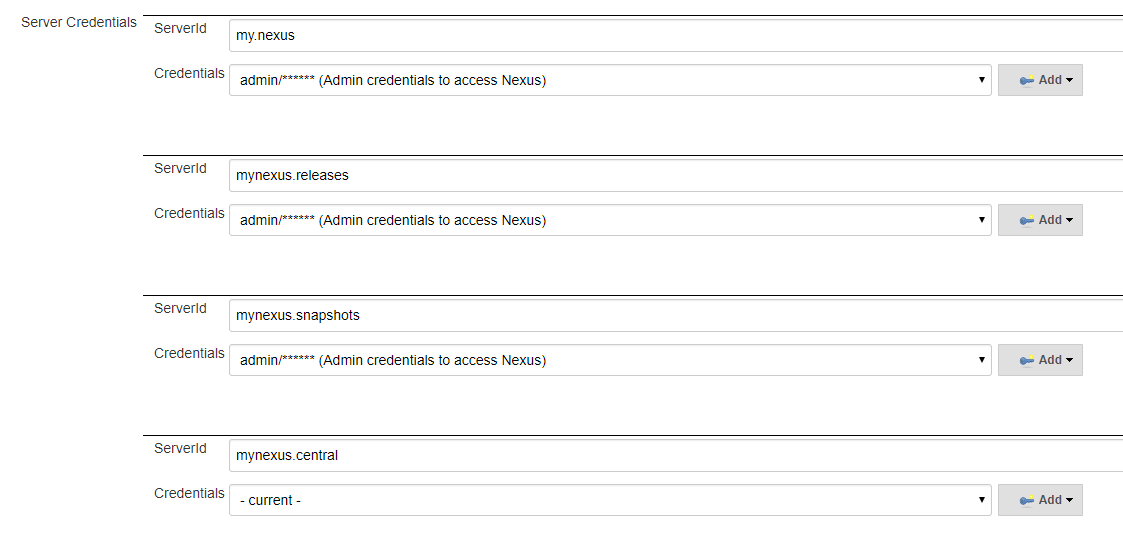 Server Credentials
ServerId
my.nexus
Credentials
admin/****** (Admin credentials to access Nexus)
Add
ServerId
mynexus.releases
Credentials
admin/****** (Admin credentials to access Nexus)
Add
ServerId
mynexus.snapshots
Credentials
admin/****** (Admin credentials to access Nexus)
Add
ServerId
mynexus.central
Credentials
- current -
Add